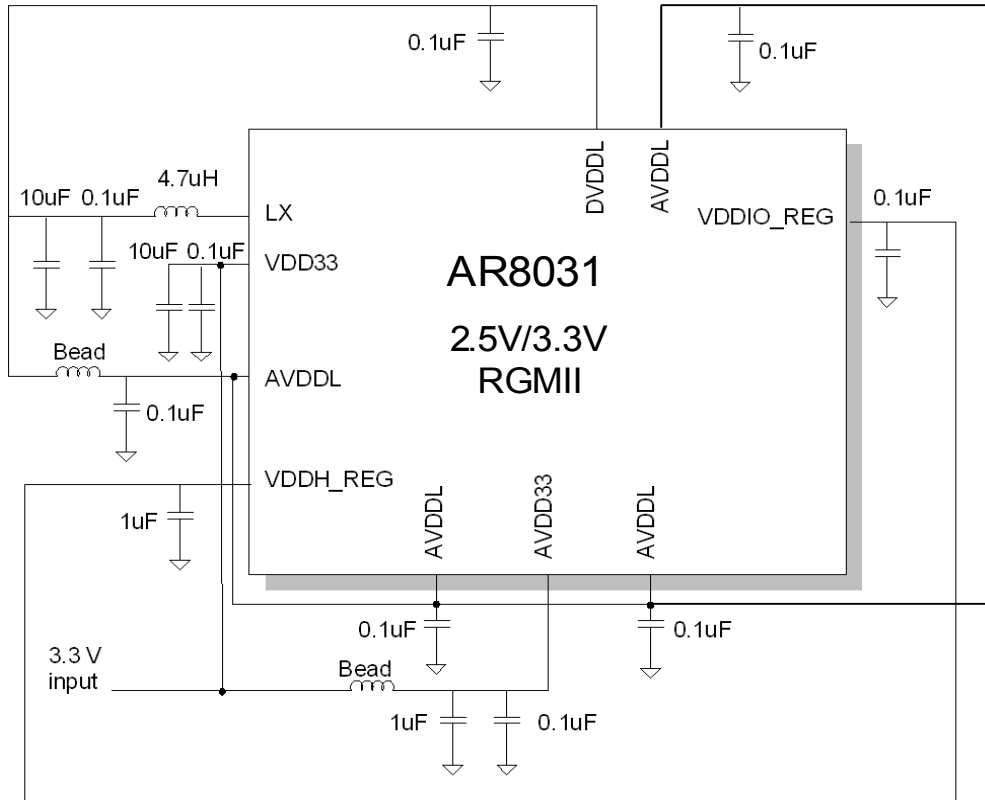 0.1uF
0.1uF
DVDDL
AVDDL
4.7uH
10uF 0.1uF
LX
VDDIO_REG
0.1uF
10uF 0.1uF
VDD33
AR8031
2.5V/3.3V
RGMII
Bead
AVDDL
0.1uF
VDDH_REG
1uF
AVDDL
AVDD33
AVDDL
0.1uF
0.1uF
3.3 V
input
Bead
1uF
0.1uF